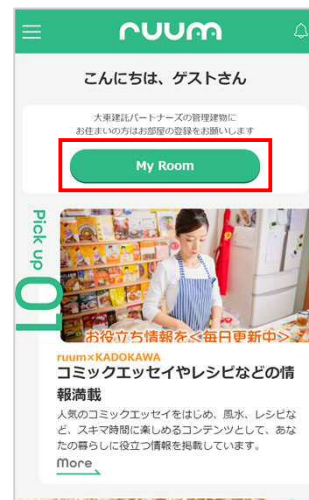 ruum
こんにちは、ゲストさん
大東建託パートナーズの管理建物に
お住まいの方はお部屋の登録をお願いします
My Room
Pick up
01
お役立ち情報を<毎日更新中>
ruum×KADOKAWA
コミックエッセイやレシピなどの情
報満載
人気のコミックエッセイをはじめ、風水、レシピな
ど、スキマ時間に楽しめるコンテンツとして、あな
たの暮らしに役立つ情報を掲載しています。
More